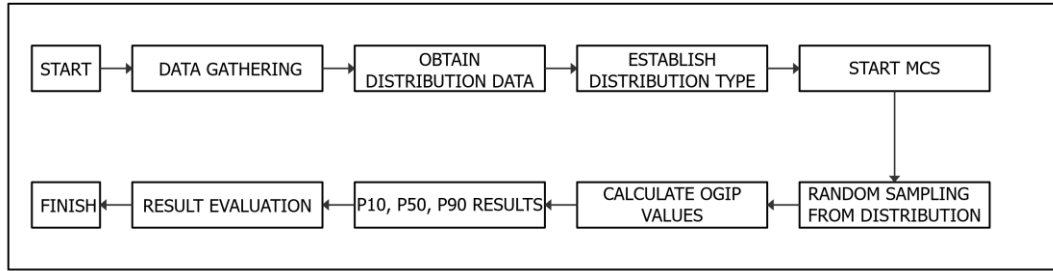 START
DATA GATHERING
OBTAIN
DISTRIBUTION DATA
ESTABLISH
DISTRIBUTION TYPE
START MCS
RANDOM SAMPLING
FROM DISTRIBUTION
CALCULATE OGIP
VALUES
P10, P50, P90 RESULTS
RESULT EVALUATION
FINISH